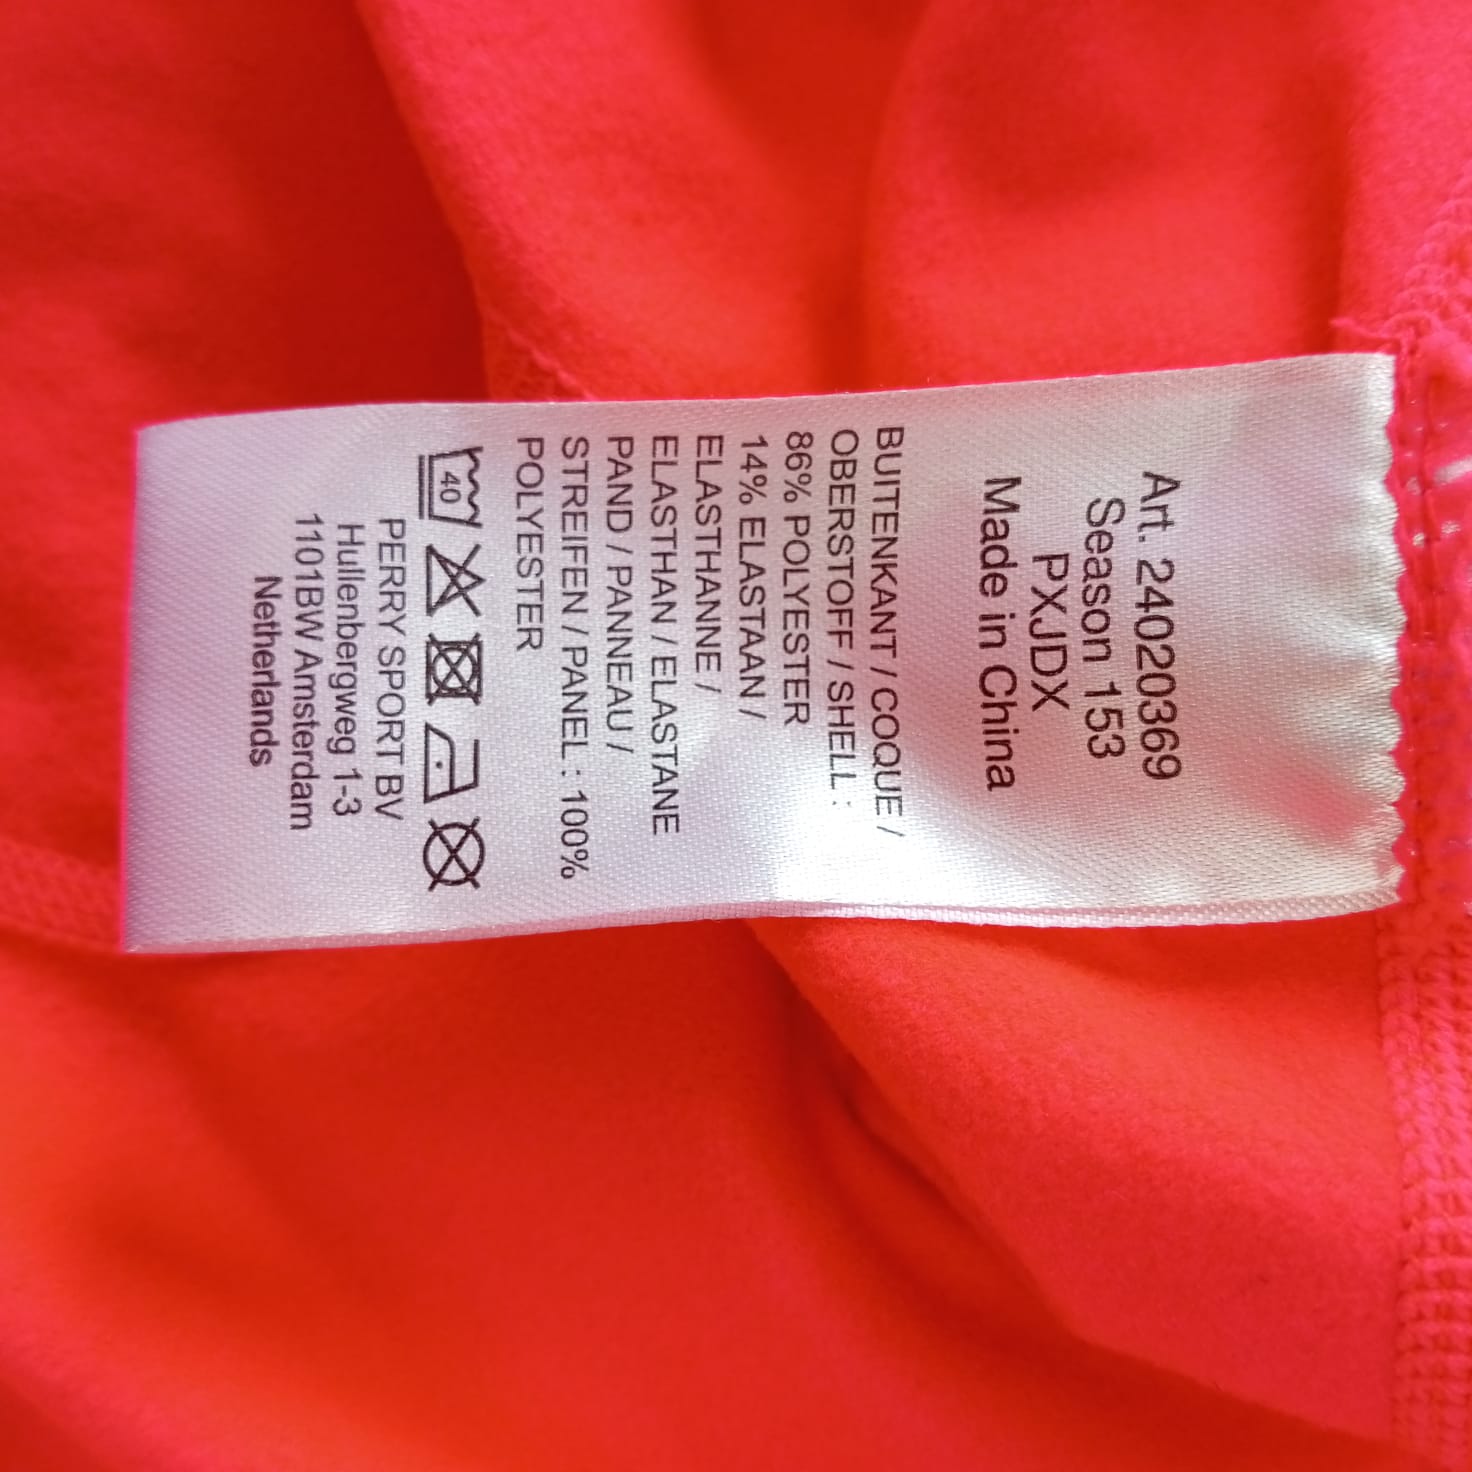 Art. 2402020369
Season 153
PXJDX
Made in China
BUITENKANT / COQUE /
OBERSTOFF / SHELL :
86% POLYESTER
14% ELASTAAN /
ELASTHANNE /
ELASTHAN / ELASTANE
PAND / PANNEAU /
STREIFEN / PANEL : 100%
POLYESTER
40
PERRY SPORT BV
Hullenbergweg 1-3
1101BW Amsterdam
Netherlands